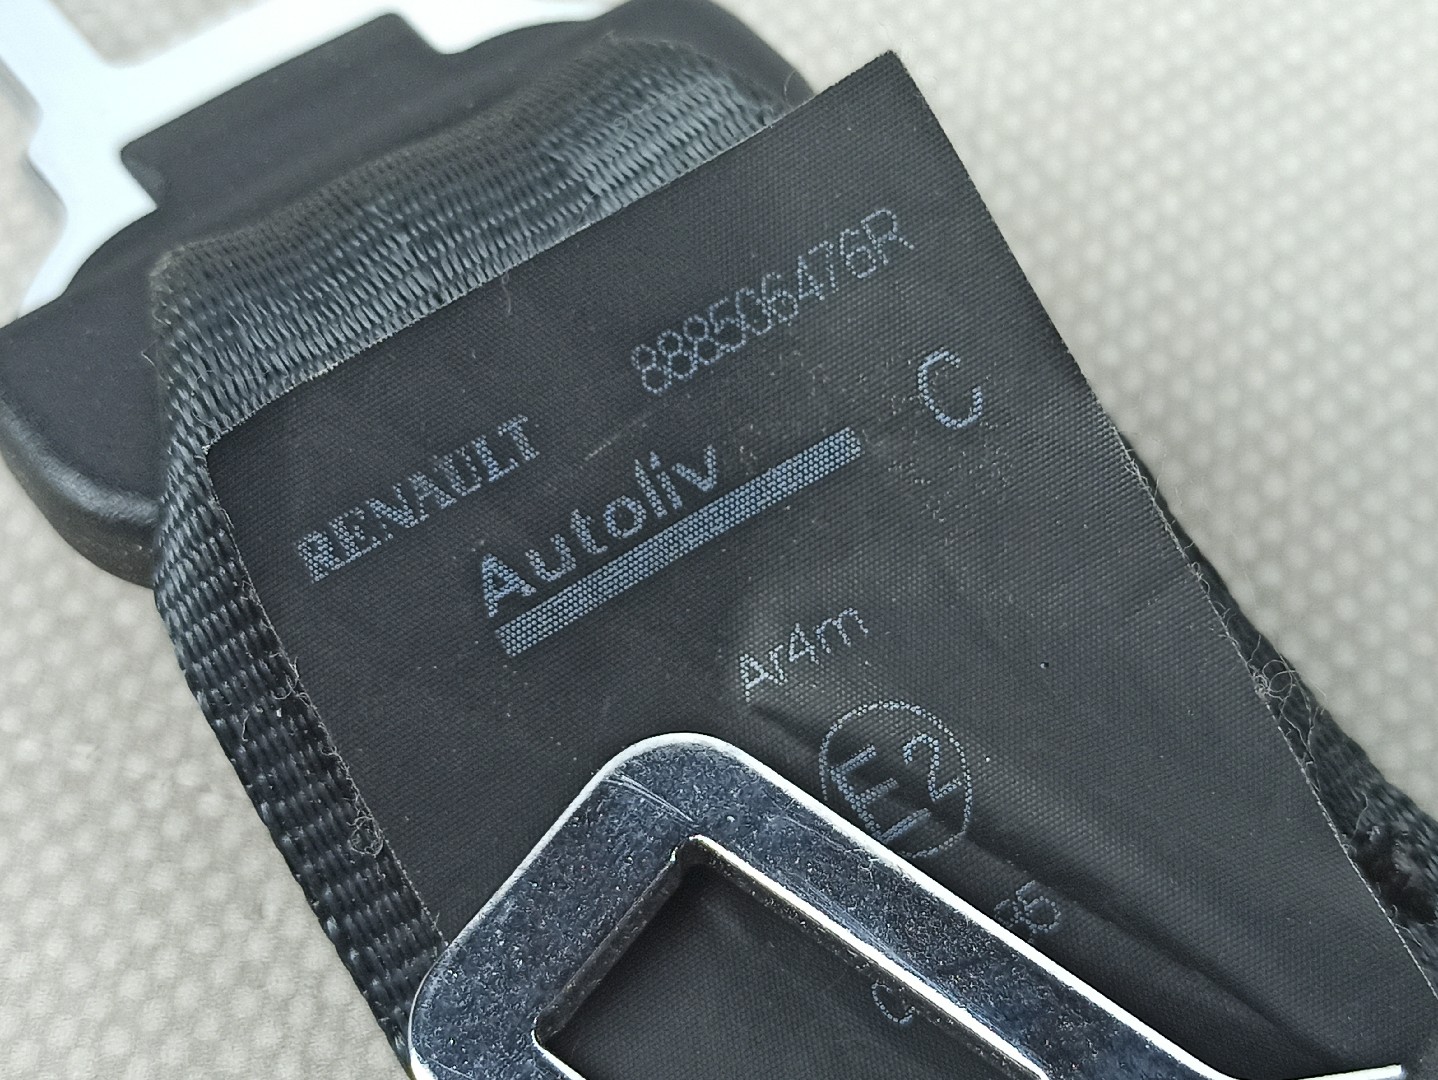 RENAULT 888506476R
Autoliv C
Ar4m
E2